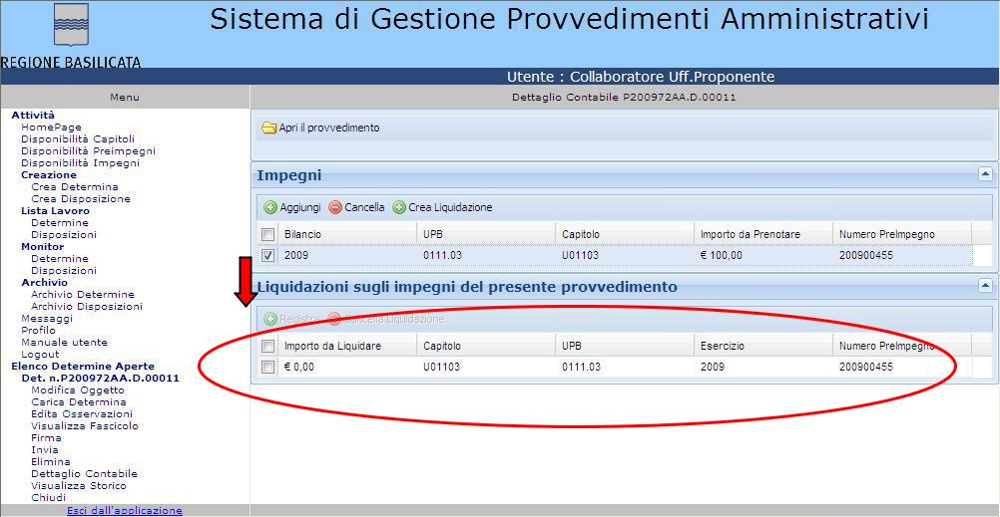 Sistema di Gestione Provvedimenti Amministrativi
REGIONE BASILICATA
Utente : Collaboratore Uff.Proponente
Menu
Dettaglio Contabile P200972AA.D.00011
Attività
HomePage
Disponibilità Capitoli
Disponibilità Preimpegni
Disponibilità Impegni
Creazione
Crea Determina
Crea Disposizione
Lista Lavoro
Determine
Disposizioni
Monitor
Determine
Disposizioni
Archivio
Archivio Determine
Archivio Disposizioni
Messaggi
Profilo
Manuale utente
Logout
Elenco Determine Aperte
Det. n.P200972AA.D.00011
Modifica Oggetto
Carica Determina
Edita Osservazioni
Visualizza Fascicolo
Firma
Invia
Elimina
Dettaglio Contabile
Visualizza Storico
Chiudi
Esci dall'applicazione
Apri il provvedimento
Impegni
Aggiungi Cancella Crea Liquidazione
Bilancio UPB Capitolo Importo da Prenotare Numero PreImpegno
2009 0111.03 U01103 € 100,00 200900455
Liquidazioni sugli impegni del presente provvedimento
Registra Cancella Liquidazione
Importo da Liquidare Capitolo UPB Esercizio Numero PreImpegno
€ 0,00 U01103 0111.03 2009 200900455